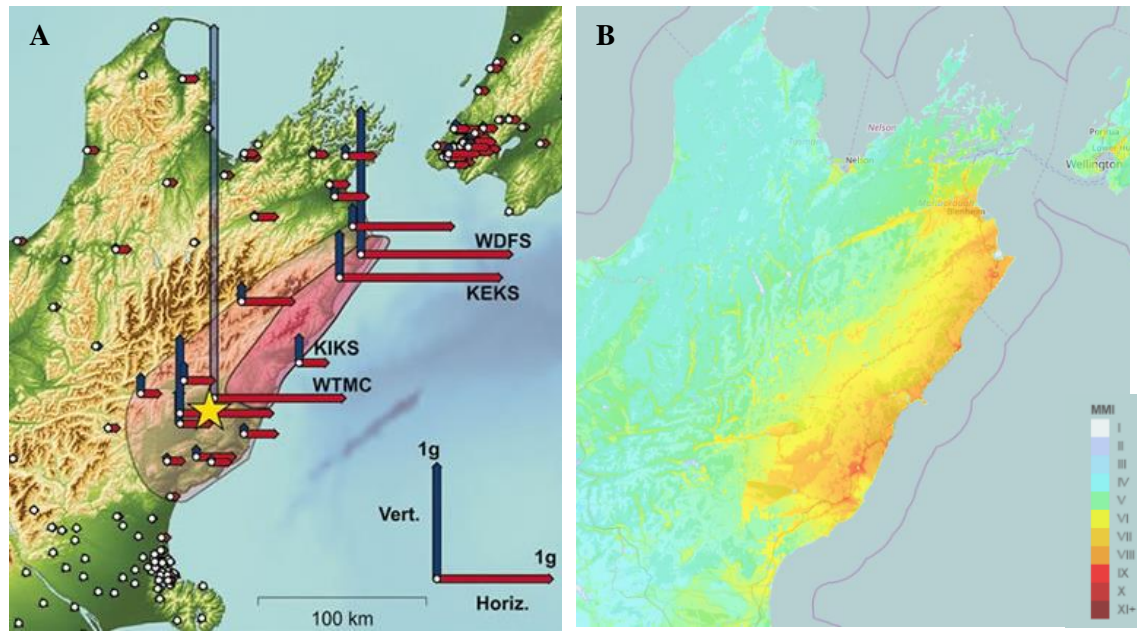 A
WDFS
KEKS
KIKS
WTMC
1g
Vert.
1g
Horiz.
100 km
B
Nelson
Nelson
Wellington
Blenheim
MMI
I
II
III
IV
V
VI
VII
VIII
IX
X
XI+